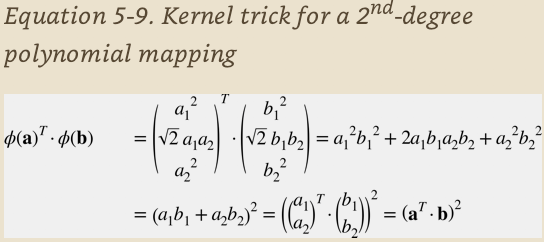 Equation 5-9. Kernel trick for a 2nd-degree
polynomial mapping
ϕ(a)ᵀ · ϕ(b) = (a₁² √2 a₁a₂ a₂²)ᵀ · (b₁² √2 b₁b₂ b₂²) = a₁²b₁² + 2a₁b₁a₂b₂ + a₂²b₂²
= (a₁b₁ + a₂b₂)² = ((a₁ a₂)ᵀ · (b₁ b₂))² = (aᵀ · b)²